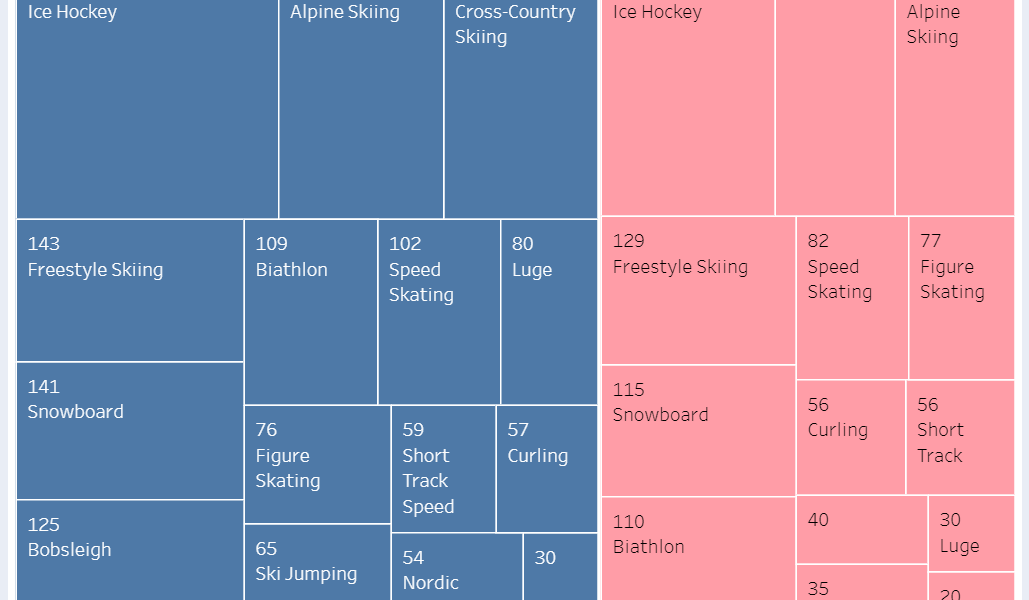 Ice Hockey
Alpine Skiing
Cross-Country
Skiing
143
Freestyle Skiing
109
Biathlon
102
Speed
Skating
80
Luge
141
Snowboard
76
Figure
Skating
59
Short
Track
Speed
57
Curling
125
Bobsleigh
65
Ski Jumping
54
Nordic
30
Ice Hockey
Alpine
Skiing
129
Freestyle Skiing
82
Speed
Skating
77
Figure
Skating
115
Snowboard
56
Curling
56
Short
Track
110
Biathlon
40
30
Luge
35
20